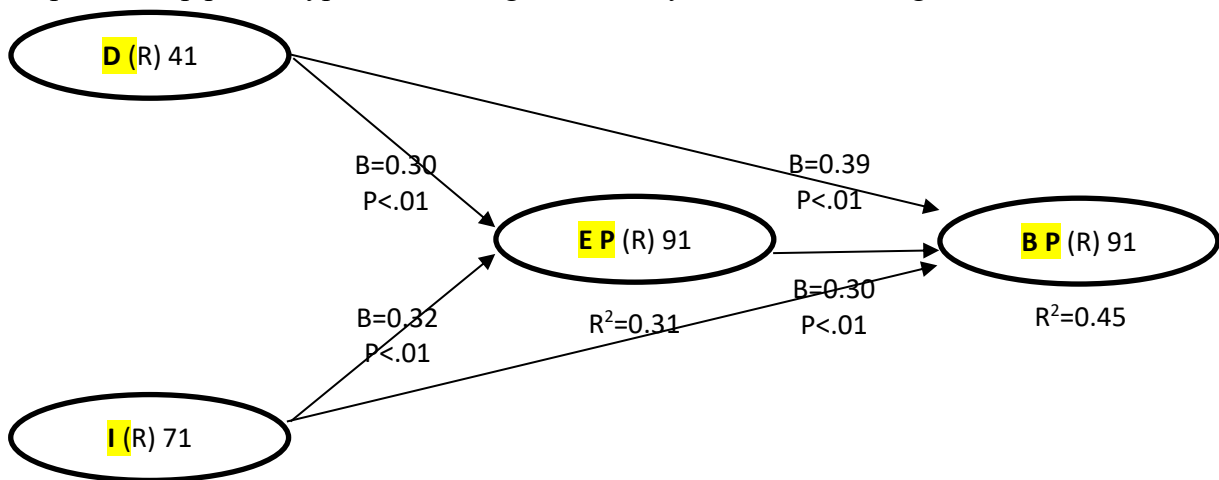 D (R) 41
B=0.30
P<.01
B=0.39
P<.01
E P (R) 91
B P (R) 91
B=0.32
P<.01
R²=0.31
B=0.30
P<.01
R²=0.45
I (R) 71